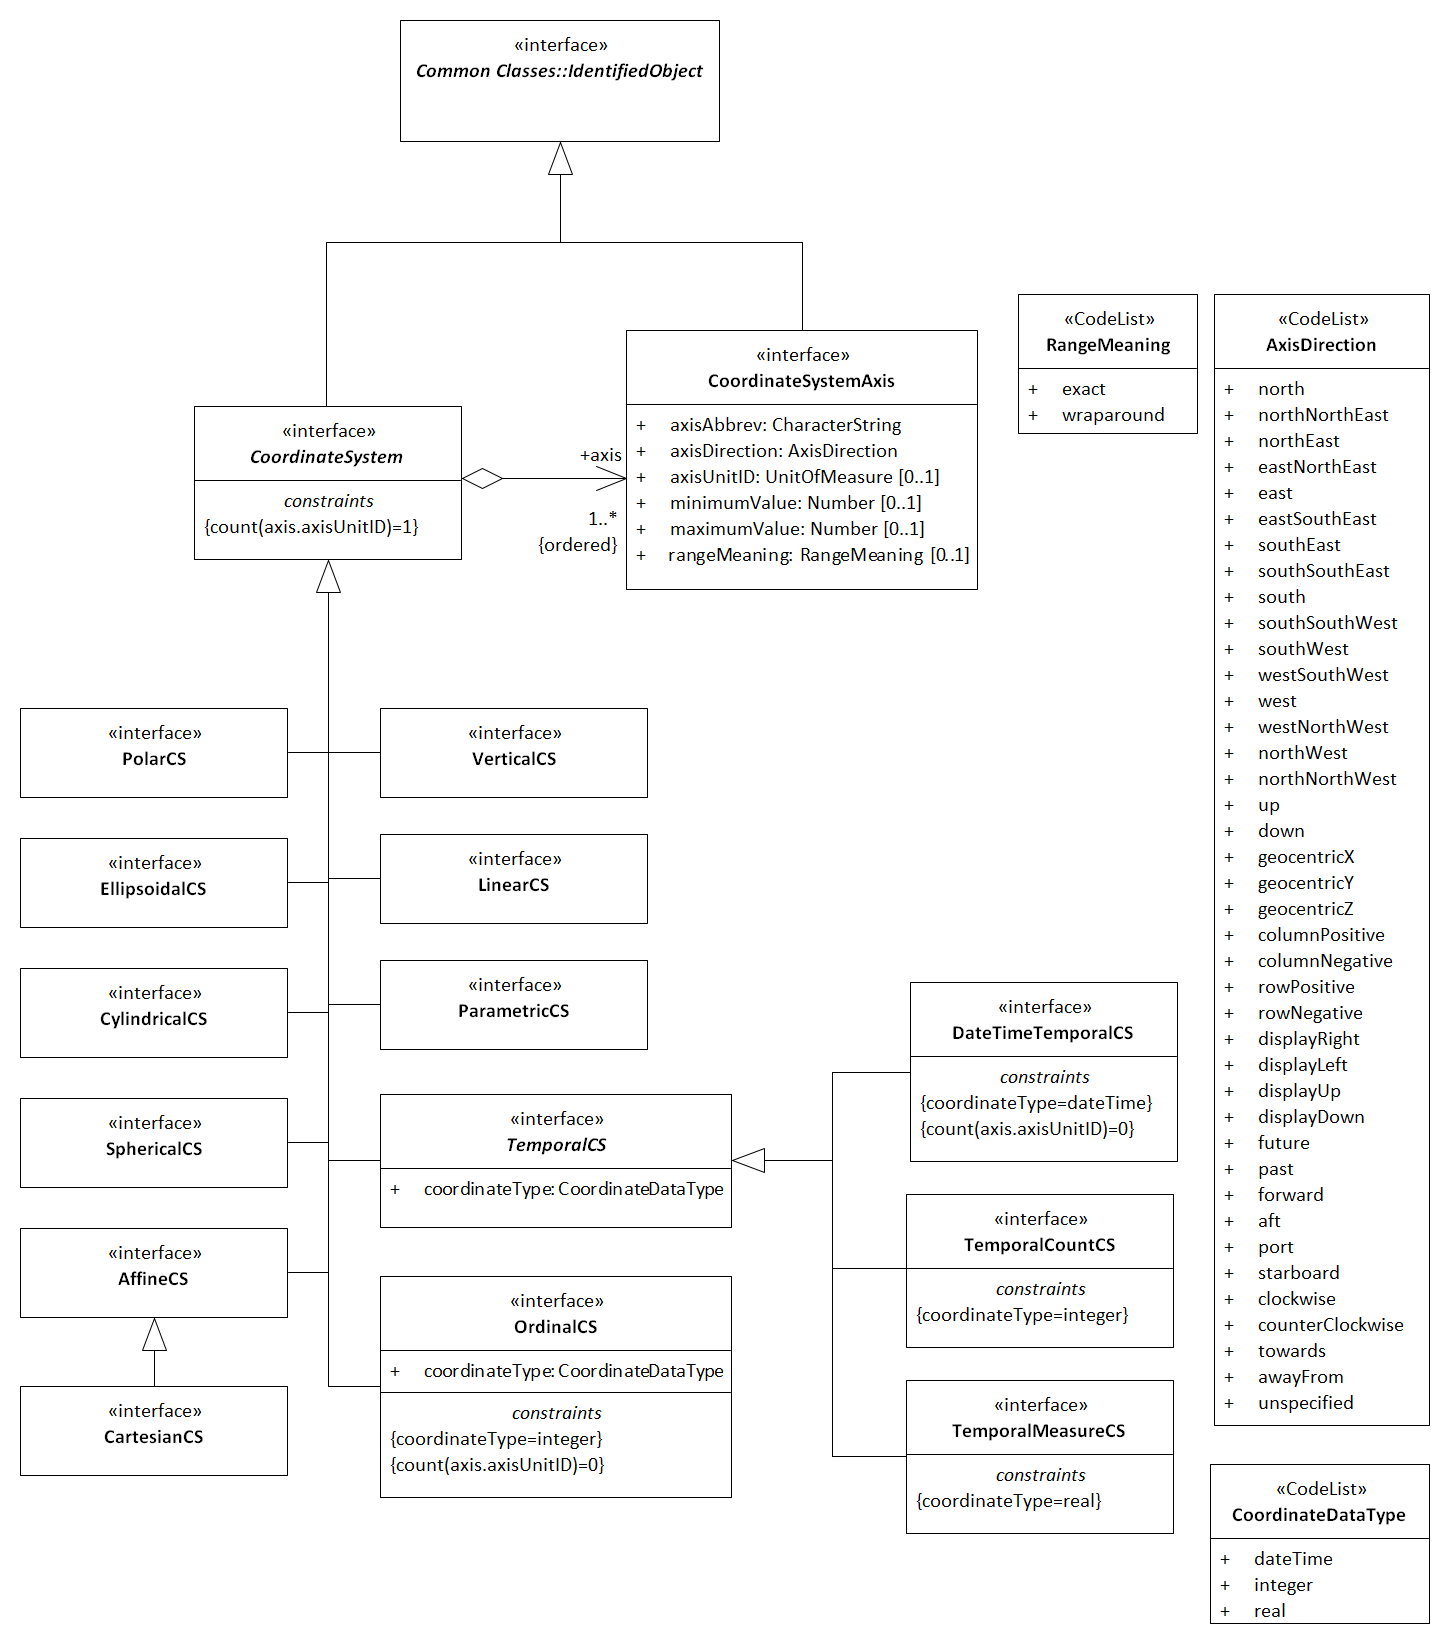 «interface»
Common Classes::IdentifiedObject
«interface»
CoordinateSystem
constraints
{count(axis.axisUnitID)=1}
+axis
1..*
{ordered}
«interface»
CoordinateSystemAxis
+ axisAbbrev: CharacterString
+ axisDirection: AxisDirection
+ axisUnitID: UnitOfMeasure [0..1]
+ minimumValue: Number [0..1]
+ maximumValue: Number [0..1]
+ rangeMeaning: RangeMeaning [0..1]
«CodeList»
RangeMeaning
+ exact
+ wraparound
«CodeList»
AxisDirection
+ north
+ northNorthEast
+ northEast
+ eastNorthEast
+ east
+ eastSouthEast
+ southEast
+ southSouthEast
+ south
+ southSouthWest
+ southWest
+ westSouthWest
+ west
+ westNorthWest
+ northWest
+ northNorthWest
+ up
+ down
+ geocentricX
+ geocentricY
+ geocentricZ
+ columnPositive
+ columnNegative
+ rowPositive
+ rowNegative
+ displayRight
+ displayLeft
+ displayUp
+ displayDown
+ future
+ past
+ forward
+ aft
+ port
+ starboard
+ clockwise
+ counterClockwise
+ towards
+ awayFrom
+ unspecified
«interface»
PolarCS
«interface»
VerticalCS
«interface»
EllipsoidalCS
«interface»
LinearCS
«interface»
CylindricalCS
«interface»
ParametricCS
«interface»
SphericalCS
«interface»
TemporalCS
+ coordinateType: CoordinateDataType
«interface»
AffineCS
«interface»
OrdinalCS
+ coordinateType: CoordinateDataType
constraints
{coordinateType=integer}
{count(axis.axisUnitID)=0}
«interface»
CartesianCS
«interface»
DateTimeTemporalCS
constraints
{coordinateType=dateTime}
{count(axis.axisUnitID)=0}
«interface»
TemporalCountCS
constraints
{coordinateType=integer}
«interface»
TemporalMeasureCS
constraints
{coordinateType=real}
«CodeList»
CoordinateDataType
+ dateTime
+ integer
+ real